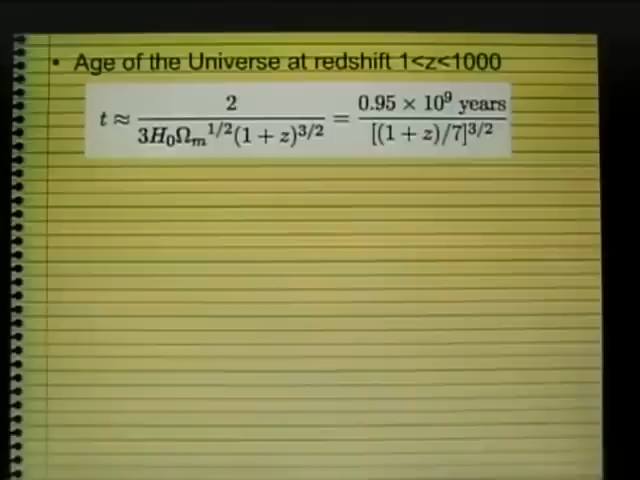 • Age of the Universe at redshift 1<z<1000
t ≈ 2 / (3H₀Ωₘ^1/2(1 + z)^3/2) = 0.95 × 10⁹ years / [(1 + z)/7]^3/2